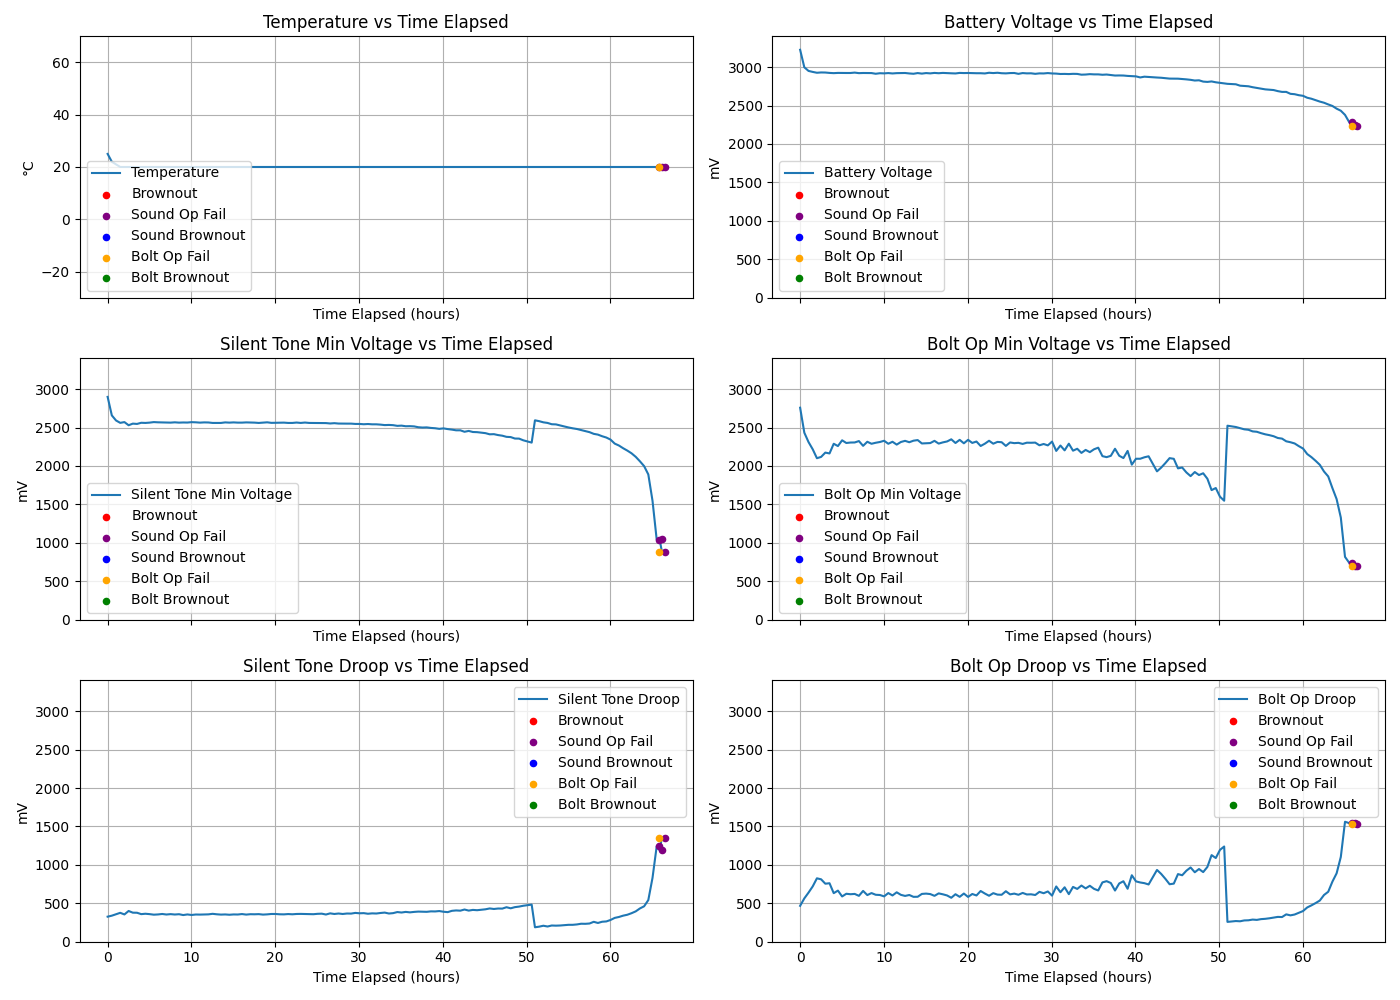 Temperature vs Time Elapsed
60
40
20
0
−20
°C
Temperature
Brownout
Sound Op Fail
Sound Brownout
Bolt Op Fail
Bolt Brownout
Time Elapsed (hours)
Battery Voltage vs Time Elapsed
3000
2500
2000
1500
1000
500
0
mV
Battery Voltage
Brownout
Sound Op Fail
Sound Brownout
Bolt Op Fail
Bolt Brownout
Time Elapsed (hours)
Silent Tone Min Voltage vs Time Elapsed
3000
2500
2000
1500
1000
500
0
mV
Silent Tone Min Voltage
Brownout
Sound Op Fail
Sound Brownout
Bolt Op Fail
Bolt Brownout
Time Elapsed (hours)
Bolt Op Min Voltage vs Time Elapsed
3000
2500
2000
1500
1000
500
0
mV
Bolt Op Min Voltage
Brownout
Sound Op Fail
Sound Brownout
Bolt Op Fail
Bolt Brownout
Time Elapsed (hours)
Silent Tone Droop vs Time Elapsed
3000
2500
2000
1500
1000
500
0
mV
Silent Tone Droop
Brownout
Sound Op Fail
Sound Brownout
Bolt Op Fail
Bolt Brownout
0 10 20 30 40 50 60
Time Elapsed (hours)
Bolt Op Droop vs Time Elapsed
3000
2500
2000
1500
1000
500
0
mV
Bolt Op Droop
Brownout
Sound Op Fail
Sound Brownout
Bolt Op Fail
Bolt Brownout
0 10 20 30 40 50 60
Time Elapsed (hours)